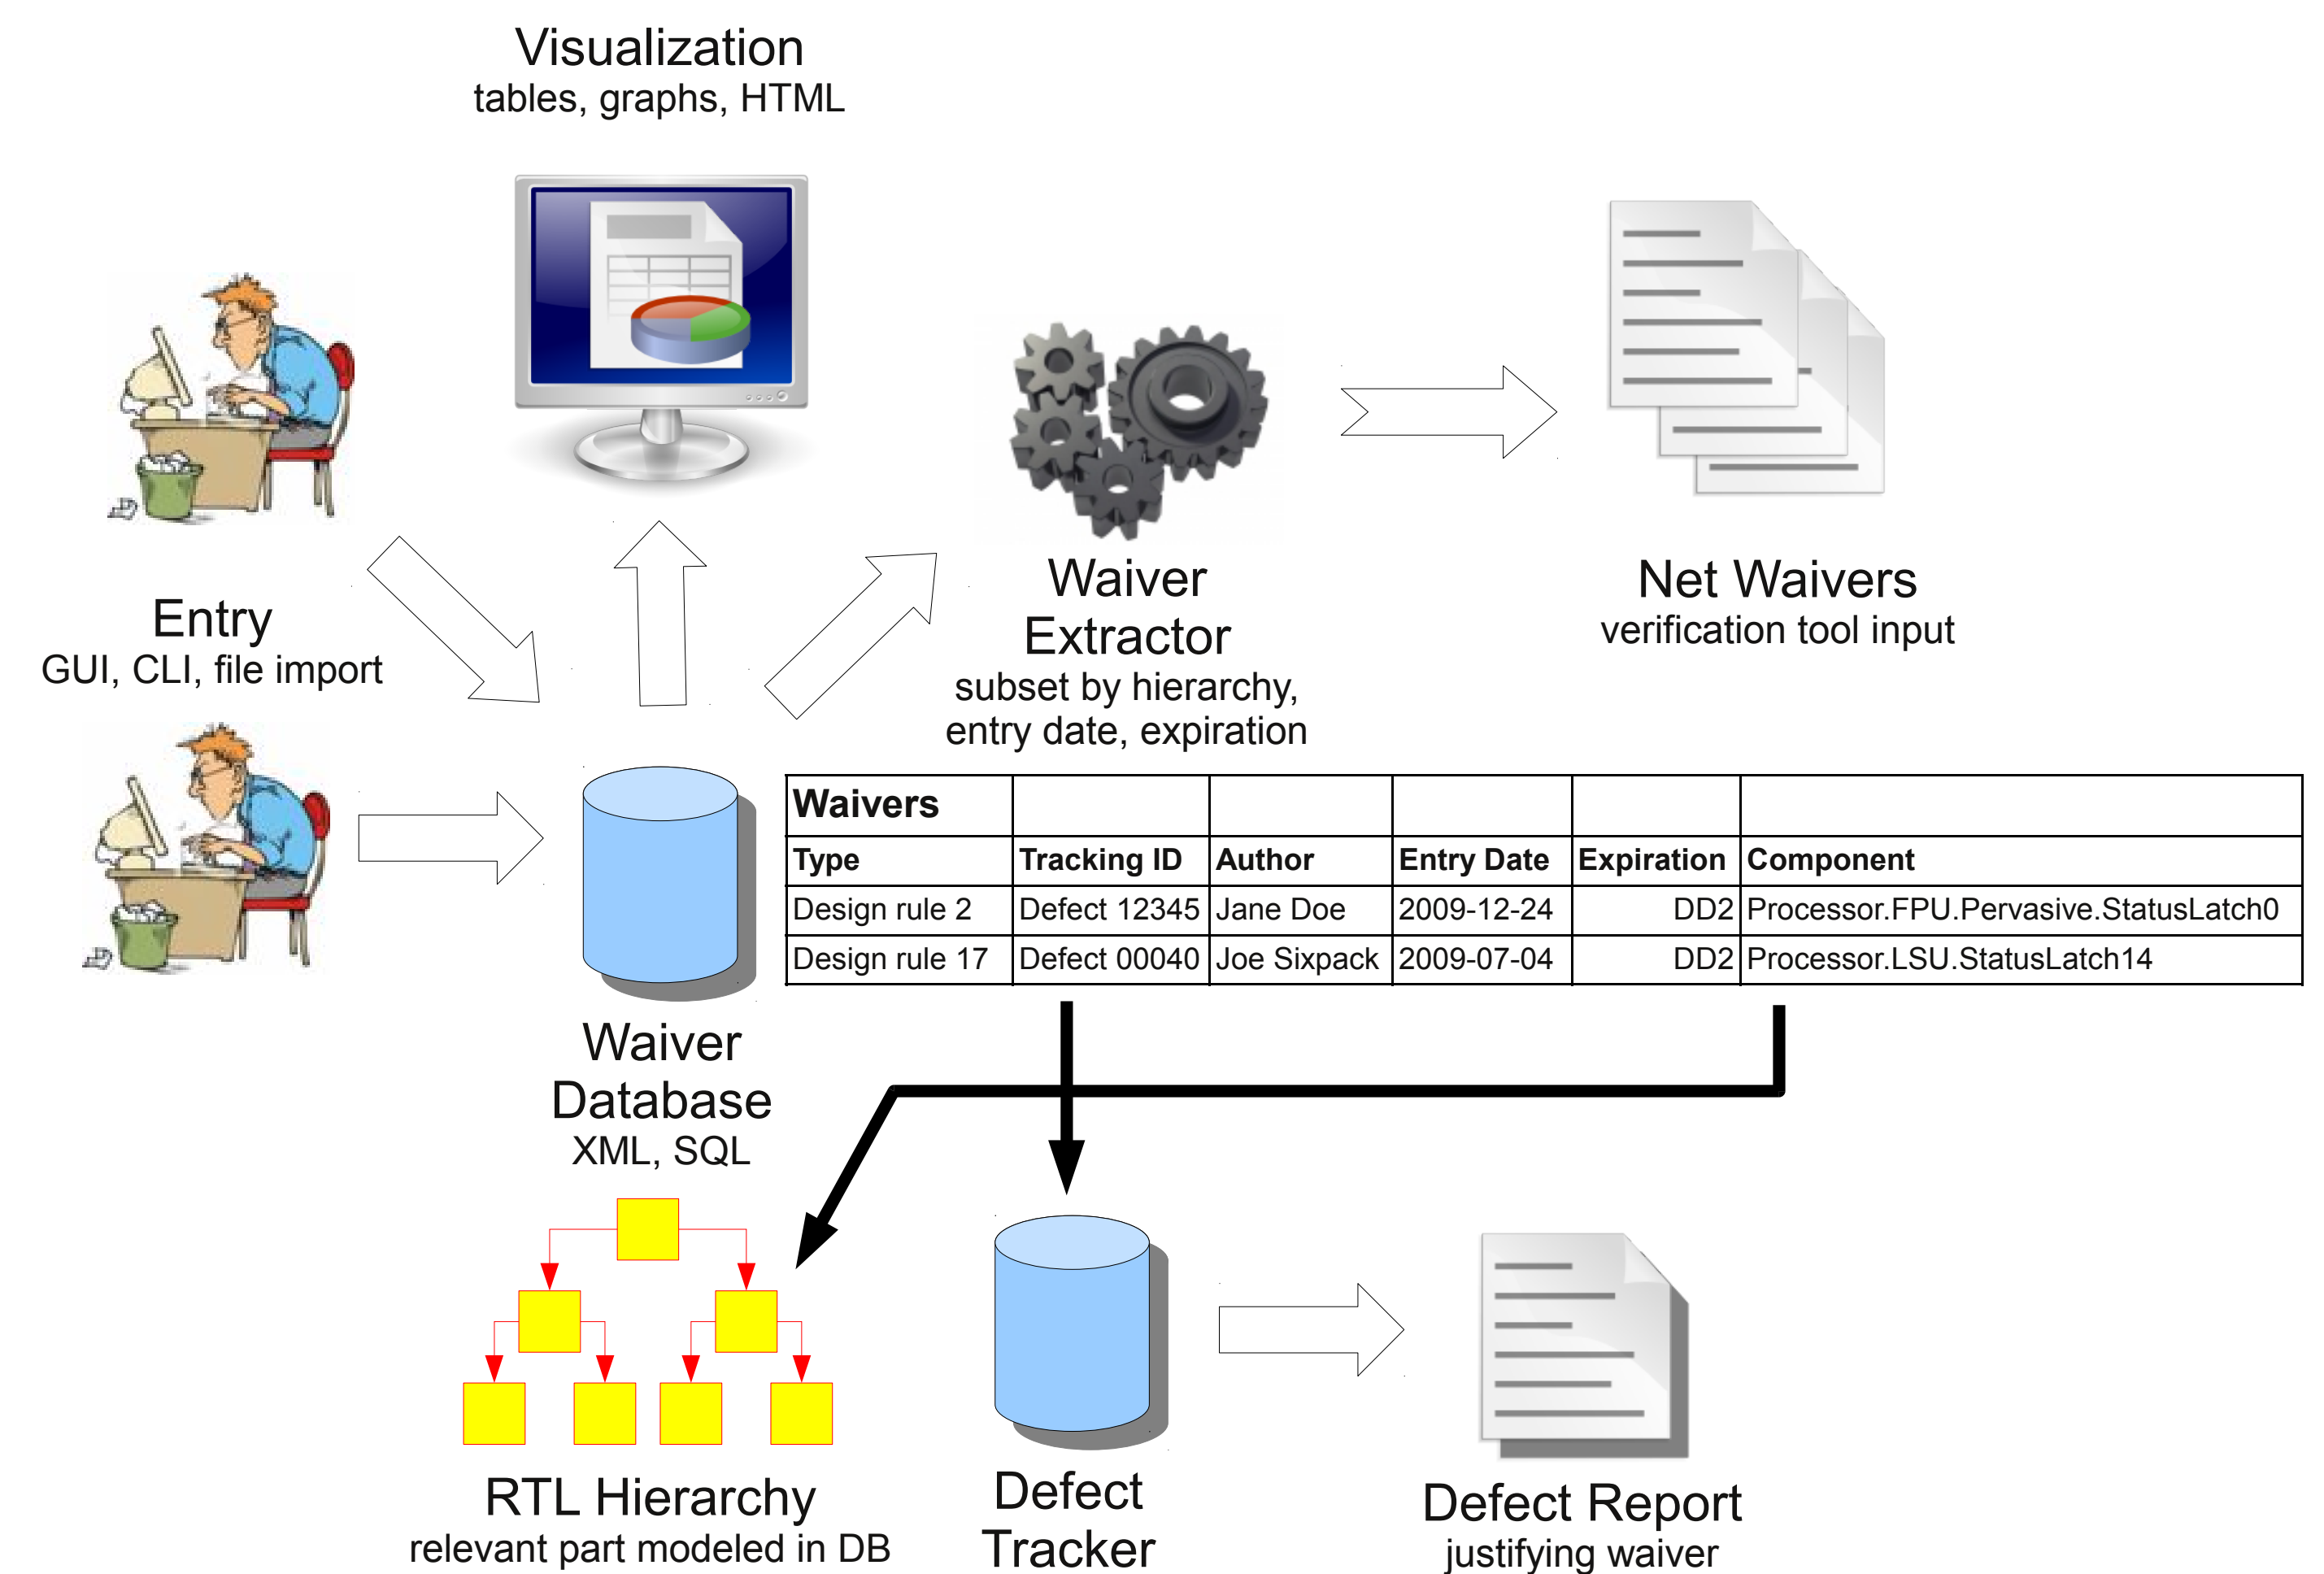 Visualization
tables, graphs, HTML
Entry
GUI, CLI, file import
Waiver
Extractor
subset by hierarchy,
entry date, expiration
Net Waivers
verification tool input
Waivers
Type Tracking ID Author Entry Date Expiration Component
Design rule 2 Defect 12345 Jane Doe 2009-12-24 DD2 Processor.FPU.Pervasive.StatusLatch0
Design rule 17 Defect 00040 Joe Sixpack 2009-07-04 DD2 Processor.LSU.StatusLatch14
Waiver
Database
XML, SQL
RTL Hierarchy
relevant part modeled in DB
Defect
Tracker
Defect Report
justifying waiver